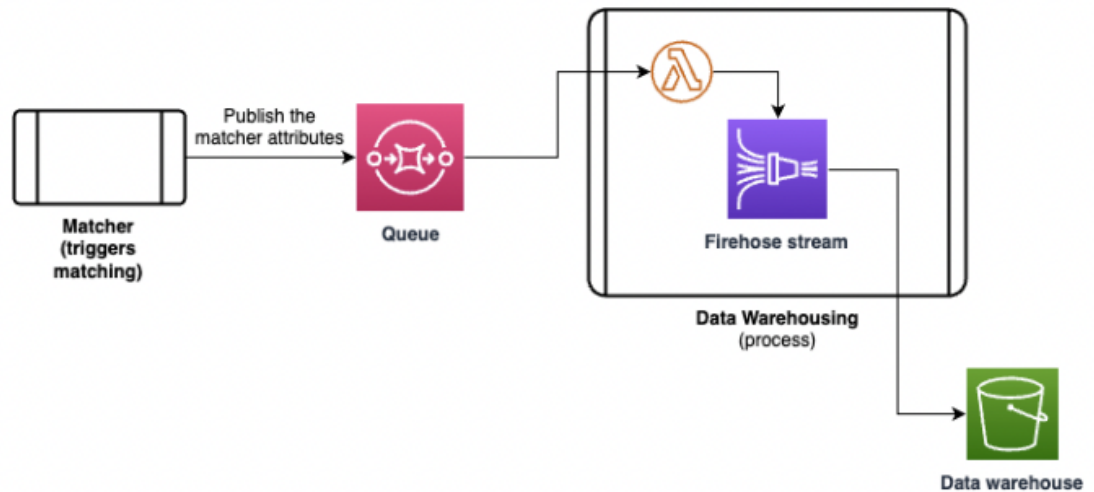 Publish the
matcher attributes
Matcher
(triggers
matching)
Queue
Firehose stream
Data Warehousing
(process)
Data warehouse